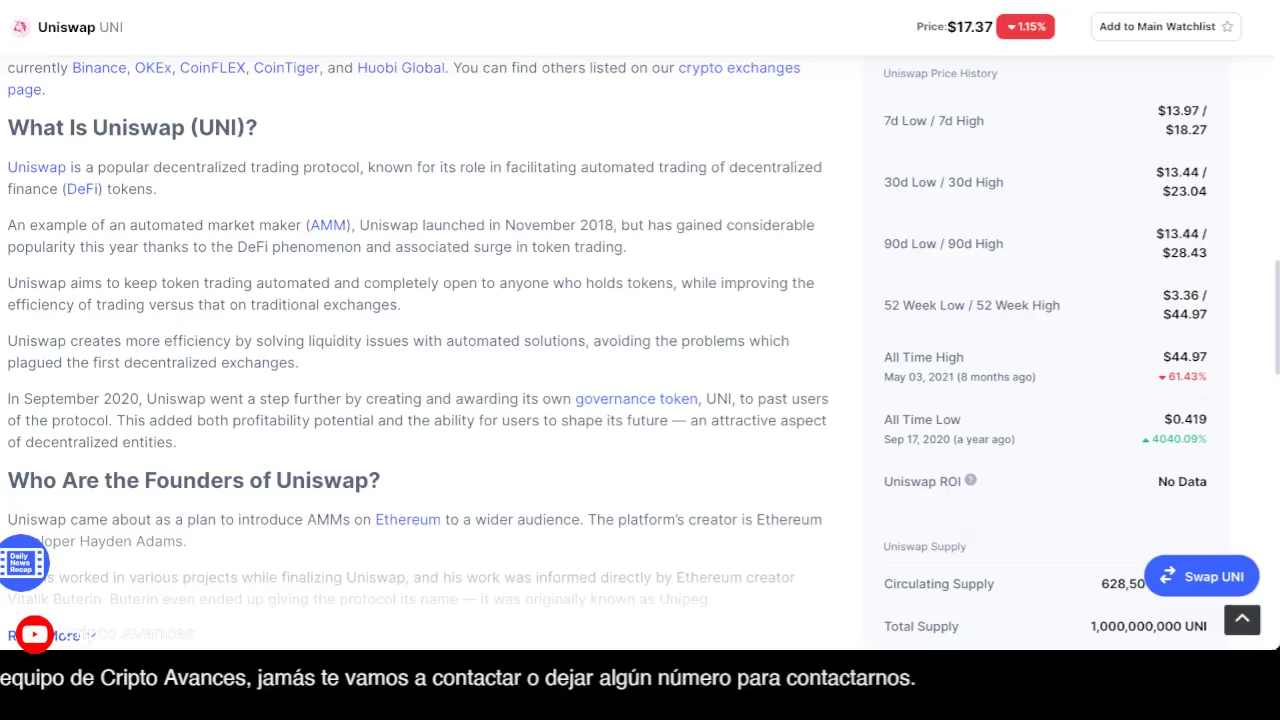 Uniswap UNI
Price:$17.37 1.15%
Add to Main Watchlist
currently Binance, OKEx, CoinFLEX, CoinTiger, and Huobi Global. You can find others listed on our crypto exchanges
page.
What Is Uniswap (UNI)?
Uniswap is a popular decentralized trading protocol, known for its role in facilitating automated trading of decentralized
finance (DeFi) tokens.
An example of an automated market maker (AMM), Uniswap launched in November 2018, but has gained considerable
popularity this year thanks to the DeFi phenomenon and associated surge in token trading.
Uniswap aims to keep token trading automated and completely open to anyone who holds tokens, while improving the
efficiency of trading versus that on traditional exchanges.
Uniswap creates more efficiency by solving liquidity issues with automated solutions, avoiding the problems which
plagued the first decentralized exchanges.
In September 2020, Uniswap went a step further by creating and awarding its own governance token, UNI, to past users
of the protocol. This added both profitability potential and the ability for users to shape its future — an attractive aspect
of decentralized entities.
Who Are the Founders of Uniswap?
Uniswap came about as a plan to introduce AMMs on Ethereum to a wider audience. The platform's creator is Ethereum
loper Hayden Adams.
s worked in various projects while finalizing Uniswap, and his work was informed directly by Ethereum creator
Vitalik Buterin. Buterin even ended up giving the protocol its name — it was originally known as Unipeg.
Daily
News
Recap
Cripto Avances
Uniswap Price History
7d Low / 7d High
$13.97 /
$18.27
30d Low / 30d High
$13.44 /
$23.04
90d Low / 90d High
$13.44 /
$28.43
52 Week Low / 52 Week High
$3.36 /
$44.97
All Time High
$44.97
May 03, 2021 (8 months ago)
61.43%
All Time Low
$0.419
Sep 17, 2020 (a year ago)
4040.09%
Uniswap ROI
No Data
Uniswap Supply
Circulating Supply
628,50
Swap UNI
Total Supply
1,000,000,000 UNI
equipo de Cripto Avances, jamás te vamos a contactar o dejar algún número para contactarnos.